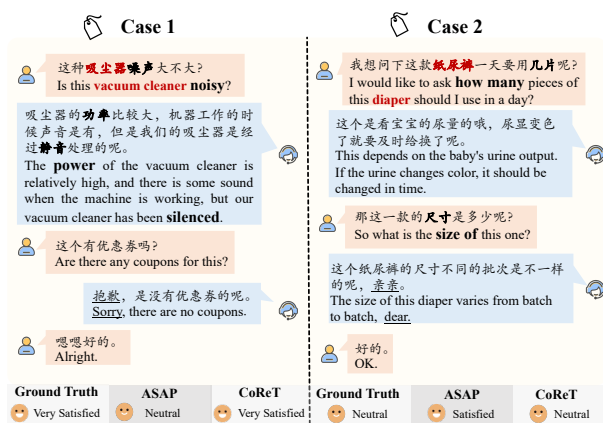 Case 1
这种吸尘器噪声大不大?
Is this vacuum cleaner noisy?
吸尘器的功率比较大，机器工作的时
候声音是有，但是我们的吸尘器是经
过静音处理的呢。
The power of the vacuum cleaner is
relatively high, and there is some sound
when the machine is working, but our
vacuum cleaner has been silenced.
这个有优惠券吗?
Are there any coupons for this?
抱歉，是没有优惠券的呢。
Sorry, there are no coupons.
嗯嗯好的。
Alright.
Ground Truth
ASAP
CoReT
Very Satisfied
Neutral
Very Satisfied
Case 2
我想问下这款纸尿裤一天要用几片呢?
I would like to ask how many pieces of
this diaper should I use in a day?
这个是看宝宝的尿量的哦，尿显变色
了就要及时给换了呢。
This depends on the baby's urine output.
If the urine changes color, it should be
changed in time.
那这一款的尺寸是多少呢?
So what is the size of this one?
这个纸尿裤的尺寸不同的批次是不一样
的呢，亲亲。
The size of this diaper varies from batch
to batch, dear.
好的。
OK.
Ground Truth
ASAP
CoReT
Neutral
Satisfied
Neutral